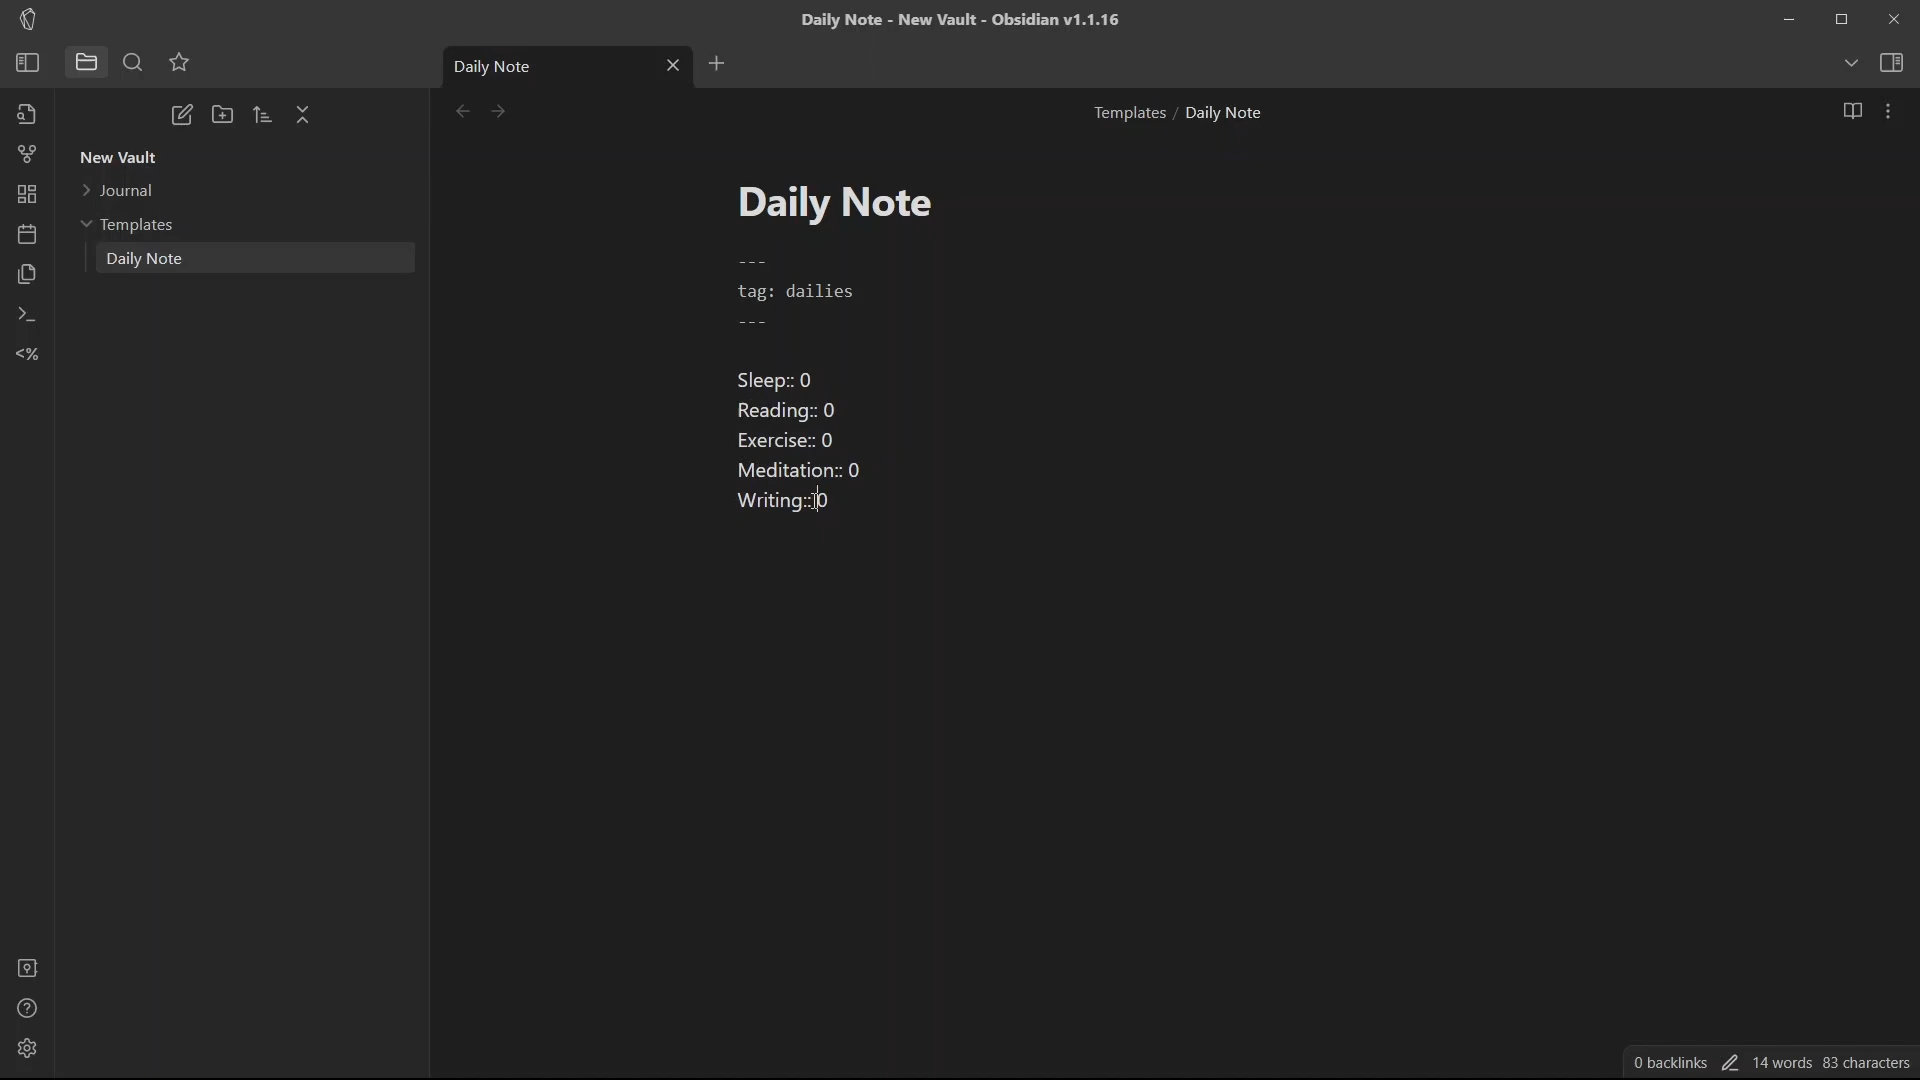 Daily Note - New Vault - Obsidian v1.1.16
Daily Note
Templates / Daily Note
New Vault
Journal
Templates
Daily Note
<%
Daily Note
---
tag: dailies
---
Sleep:: 0
Reading:: 0
Exercise:: 0
Meditation:: 0
Writing:: 0
0 backlinks 14 words 83 characters